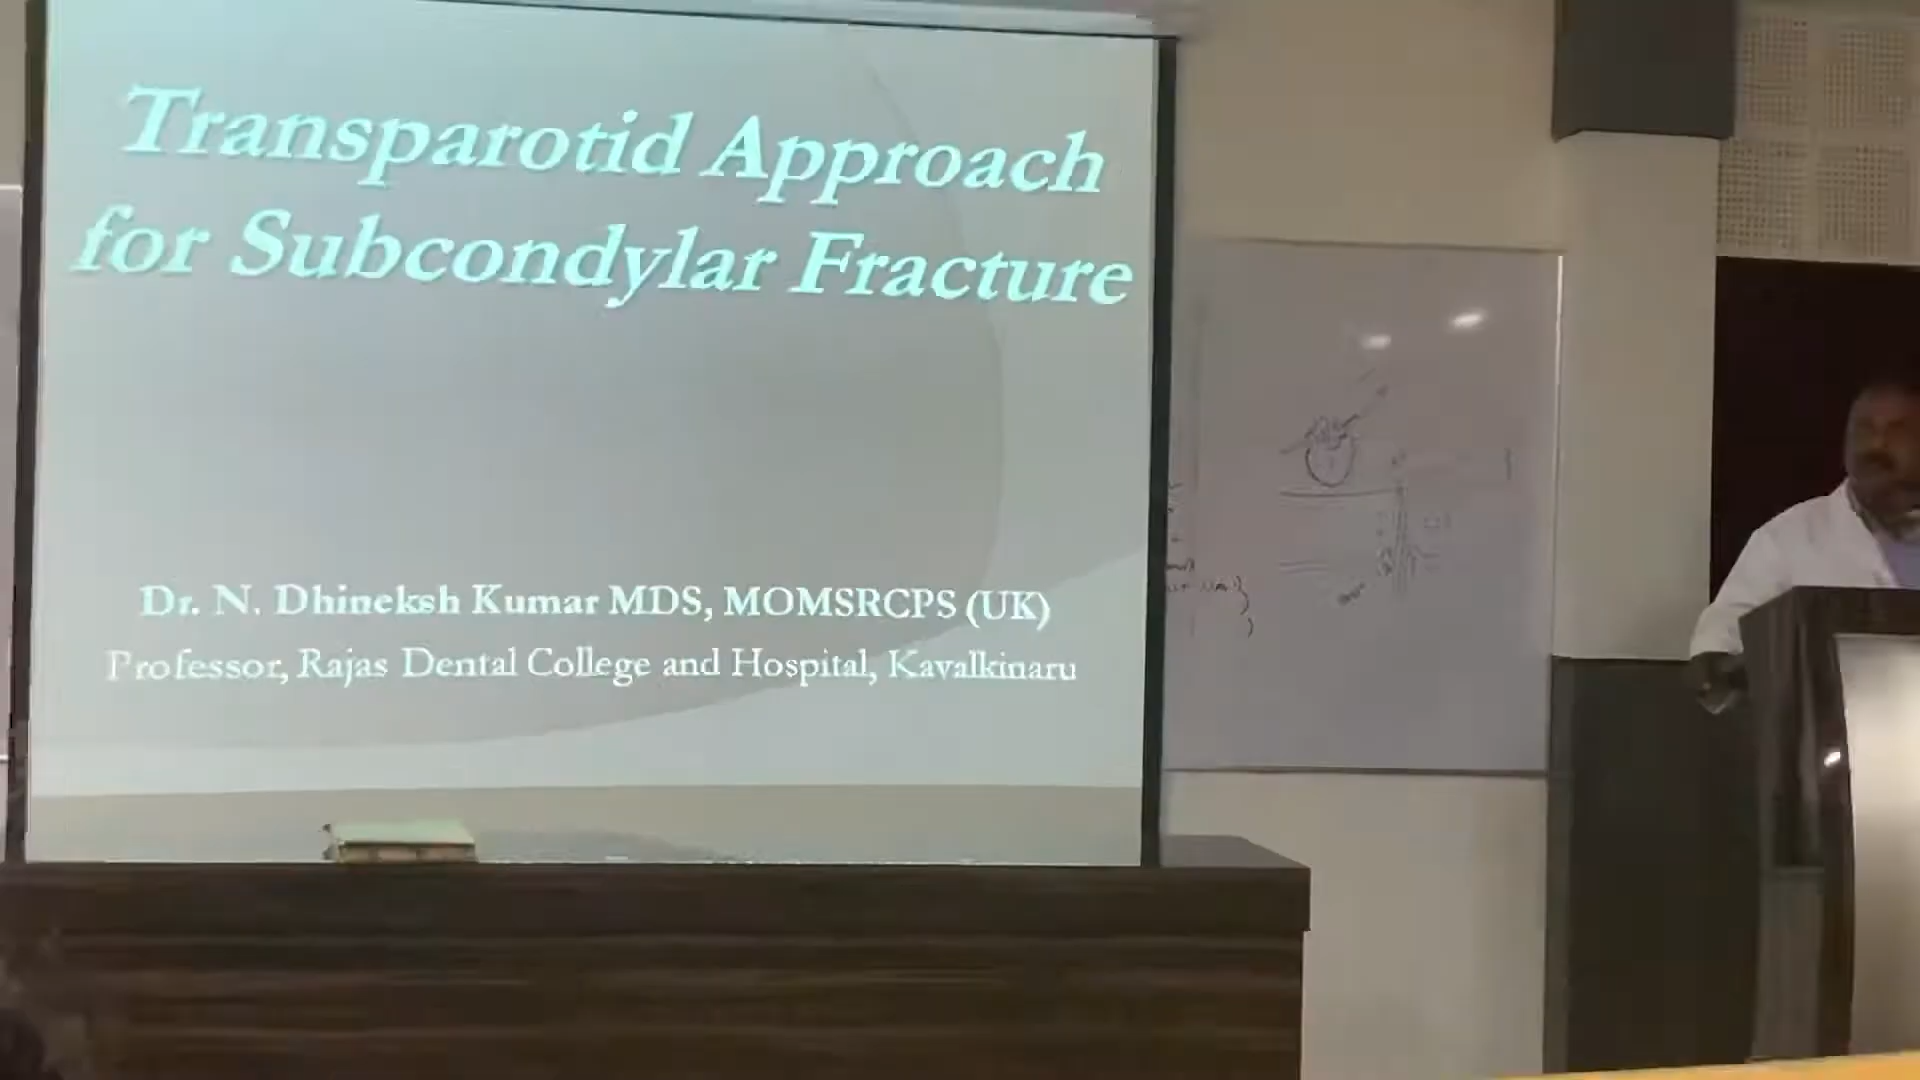 Transparotid Approach
for Subcondylar Fracture
Dr. N. Dhineksh Kumar MDS, MOMSRCPS (UK)
Professor, Rajas Dental College and Hospital, Kavalkinaru